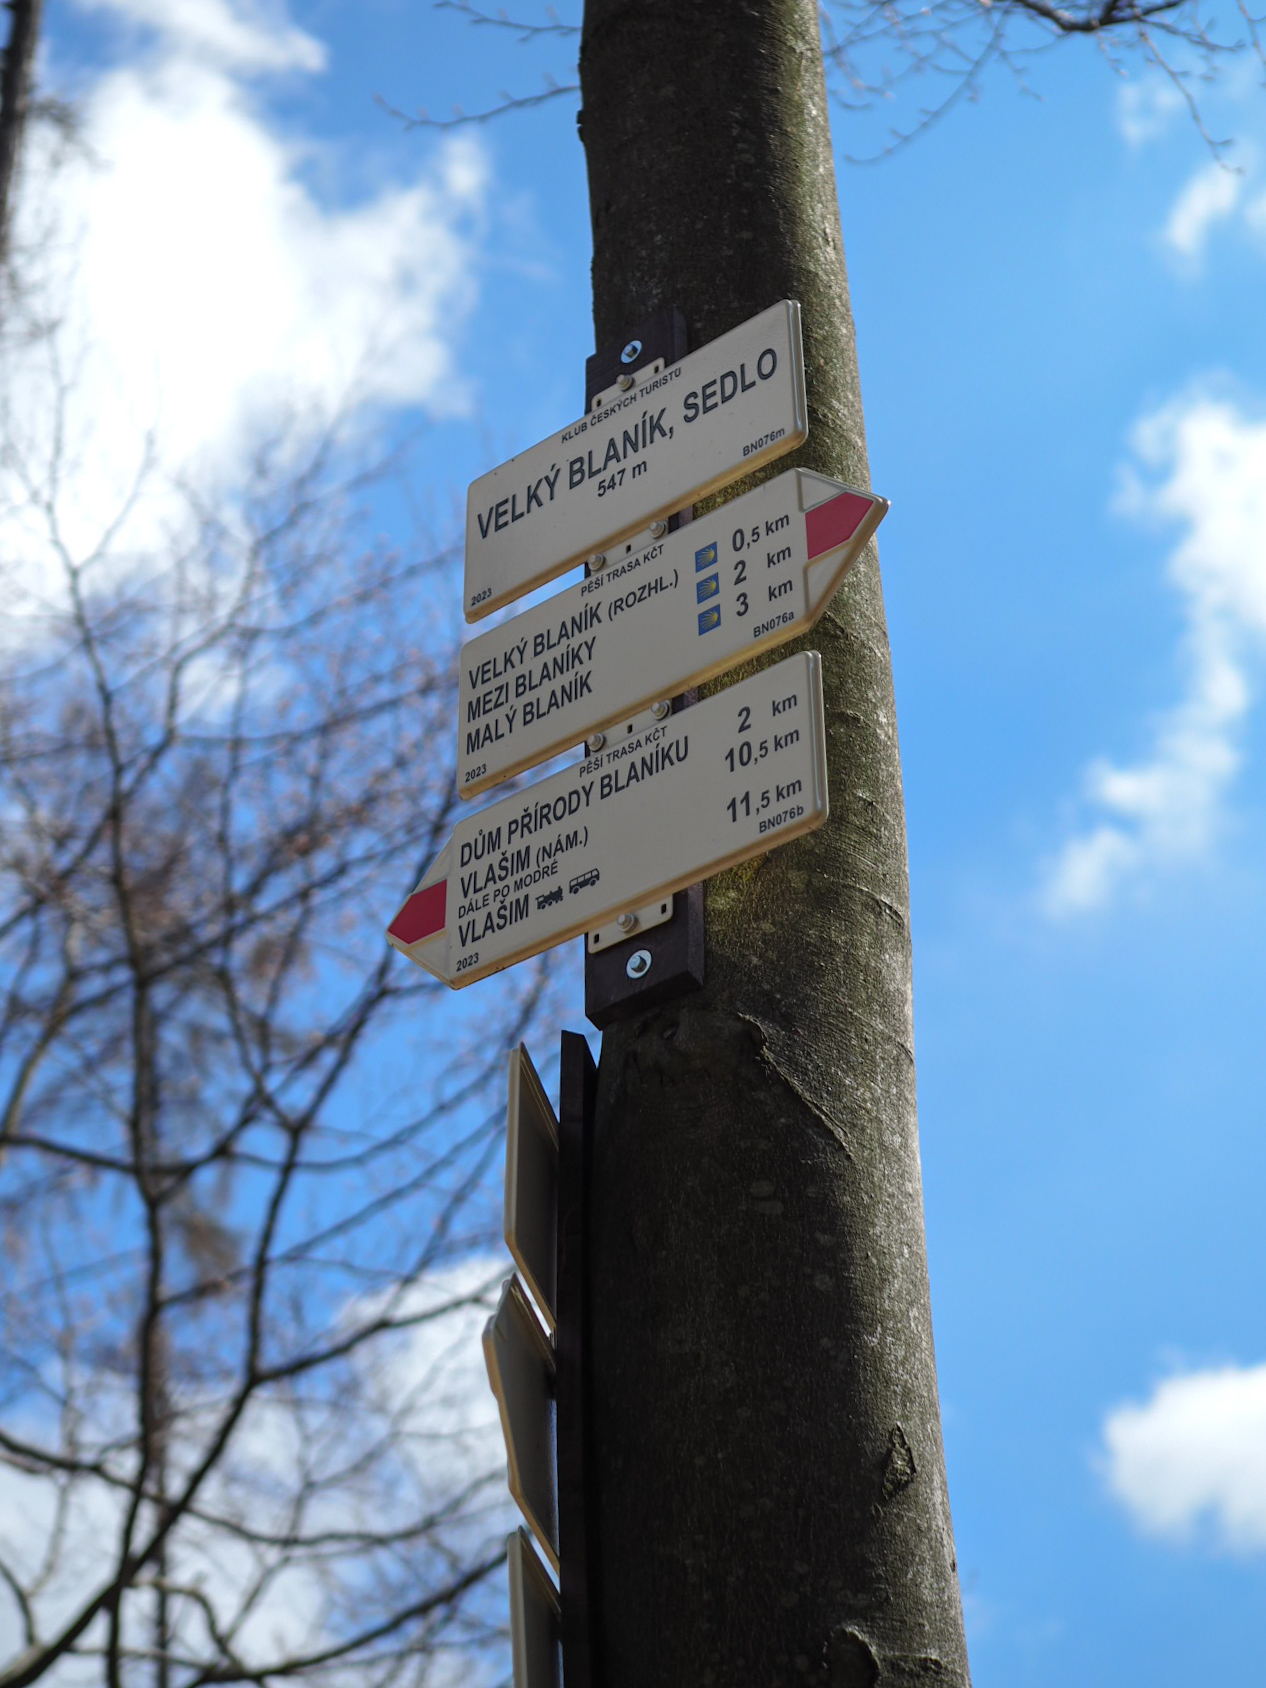 KLUB ČESKÝCH TURISTŮ
VELKÝ BLANÍK, SEDLO
547 m
BN076m
2023
PĚŠÍ TRASA KČT
VELKÝ BLANÍK (ROZHL.) 0,5 km
MEZI BLANÍKY 2 km
MALÝ BLANÍK 3 km
BN076a
2023
PĚŠÍ TRASA KČT
DŮM PŘÍRODY BLANÍKU 2 km
VLAŠIM (NÁM.) 10,5 km
DÁLE PO MODRÉ
VLAŠIM 11,5 km
BN076b
2023